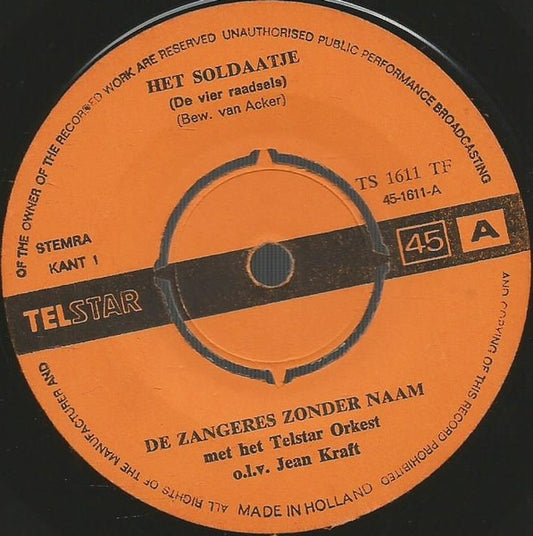 HET SOLDAATJE
(De vier raadsels)
(Bew. van Acker)
TS 1611 TF
45-1611-A
STEMRA
KANT 1
45 A
TELSTAR
DE ZANGERES ZONDER NAAM
met het Telstar Orkest
o.l.v. Jean Kraft
MADE IN HOLLAND
ALL RIGHTS OF THE MANUFACTURER AND OF THE OWNER OF THE RECORDED WORK ARE RESERVED UNAUTHORISED PUBLIC PERFORMANCE BROADCASTING AND COPYING OF THIS RECORD PROHIBITED